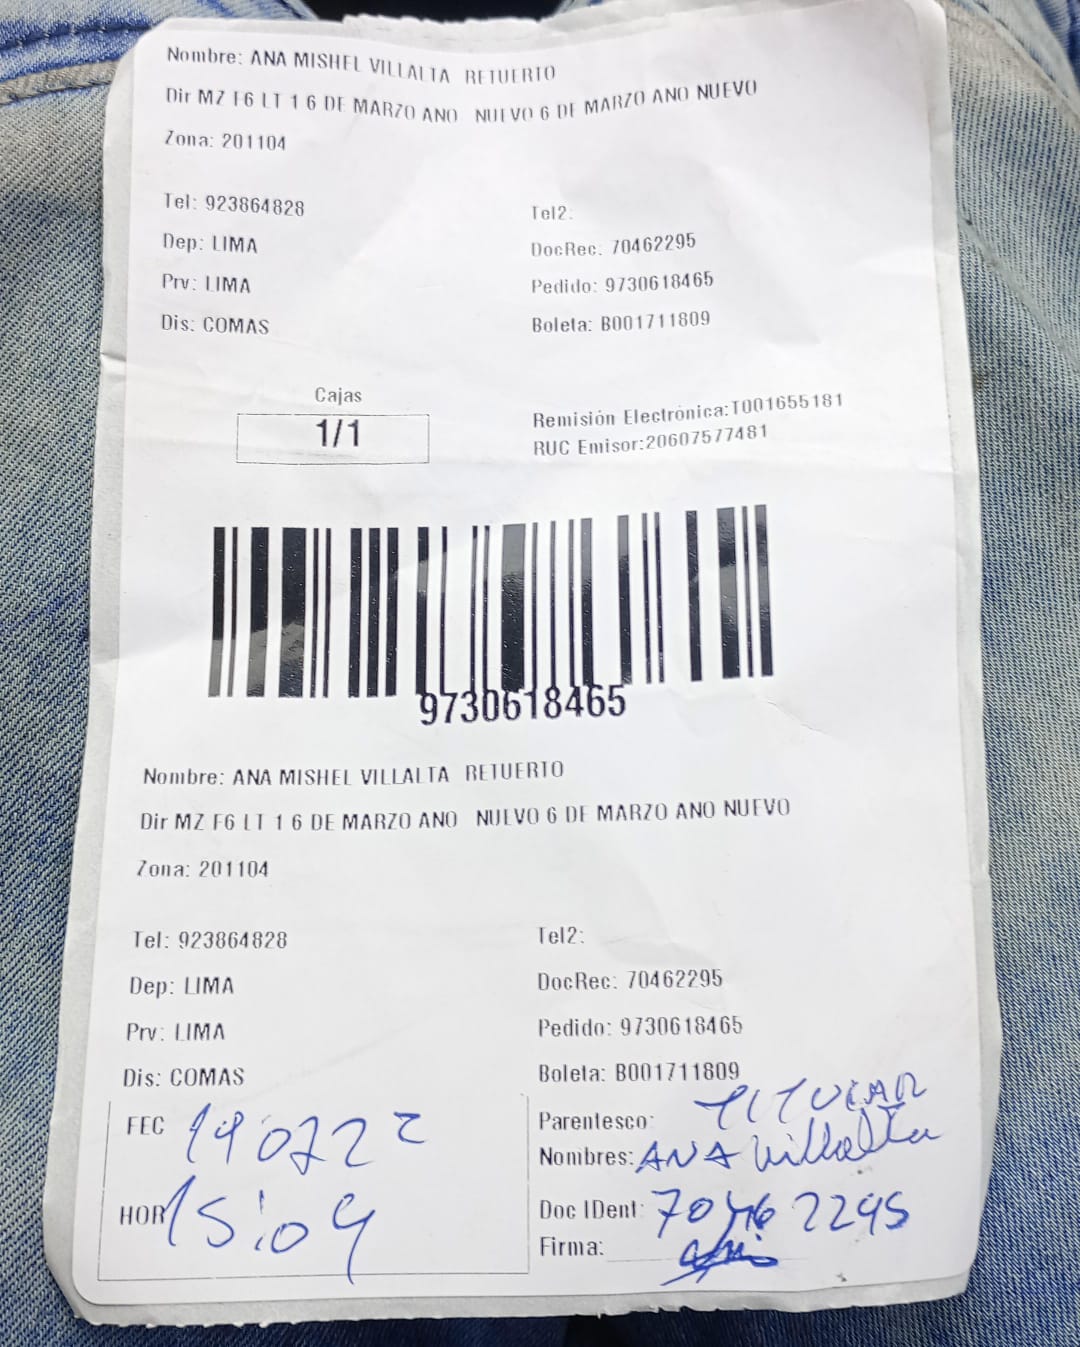 Nombre: ANA MISHEL VILLALTA RETUERTO
Dir MZ F6 LT 1 6 DE MARZO ANO NUEVO 6 DE MARZO ANO NUEVO
Zona: 201104
Tel: 923864828 Tel2:
Dep: LIMA DocRec: 70462295
Prv: LIMA Pedido: 9730618465
Dis: COMAS Boleta: B001711809
Cajas
1/1
Remisión Electrónica:T001655181
RUC Emisor:20607577481
9730618465
Nombre: ANA MISHEL VILLALTA RETUERTO
Dir MZ F6 LT 1 6 DE MARZO ANO NUEVO 6 DE MARZO ANO NUEVO
Zona: 201104
Tel: 923864828 Tel2:
Dep: LIMA DocRec: 70462295
Prv: LIMA Pedido: 9730618465
Dis: COMAS Boleta: B001711809
FEC 190722
HOR 15:09
Parentesco: TITULAR
Nombres: ANA Villalta
Doc IDent: 70462295
Firma: